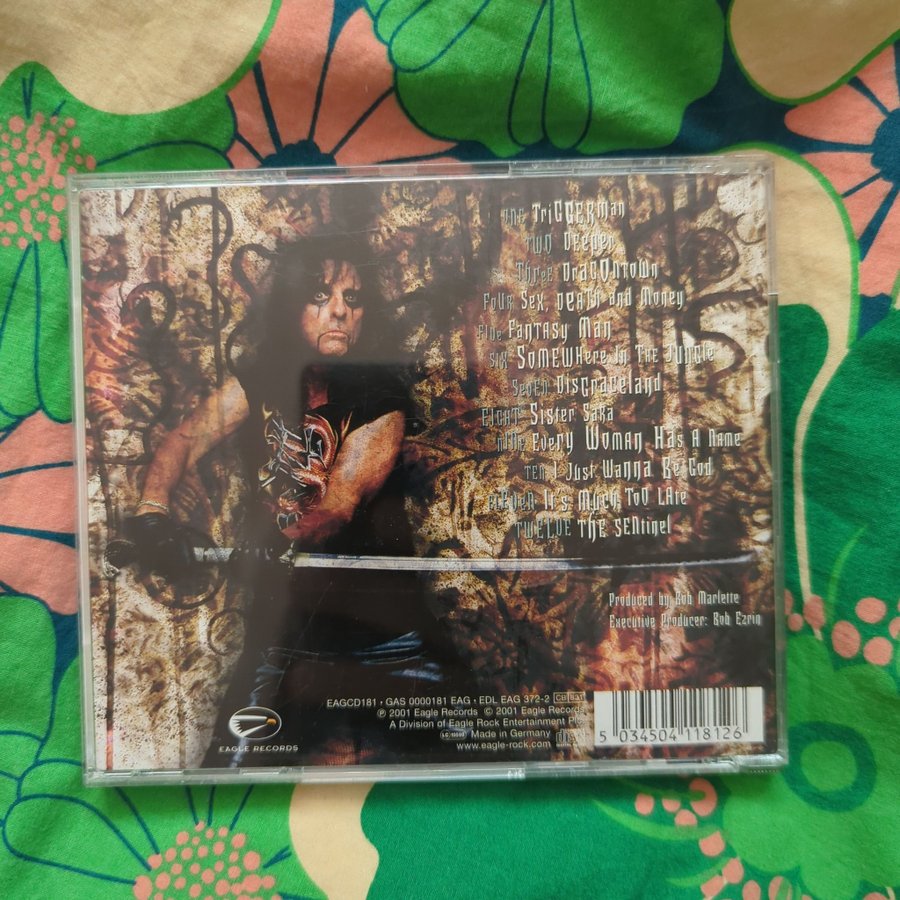 ONE TriGGERman
TWO Deeper
Three DraGontown
FoUR Sex, Death and Money
Five Fantasy Man
SIX SOMEWHere In The Jungle
Seven DisGraceland
EIGHT Sister Sara
nine Every Woman Has A Name
Ten I Just Wanna Be God
Eleven It's Much Too Late
Twelve The Sentinel
Produced by Bob Marlette
Executive Producer: Bob Ezrin
EAGCD181 • GAS 0000181 EAG • EDL EAG 372-2
℗ 2001 Eagle Records © 2001 Eagle Records
A Division of Eagle Rock Entertainment Plc
Made in Germany
www.eagle-rock.com
EAGLE RECORDS
5 034504 118126